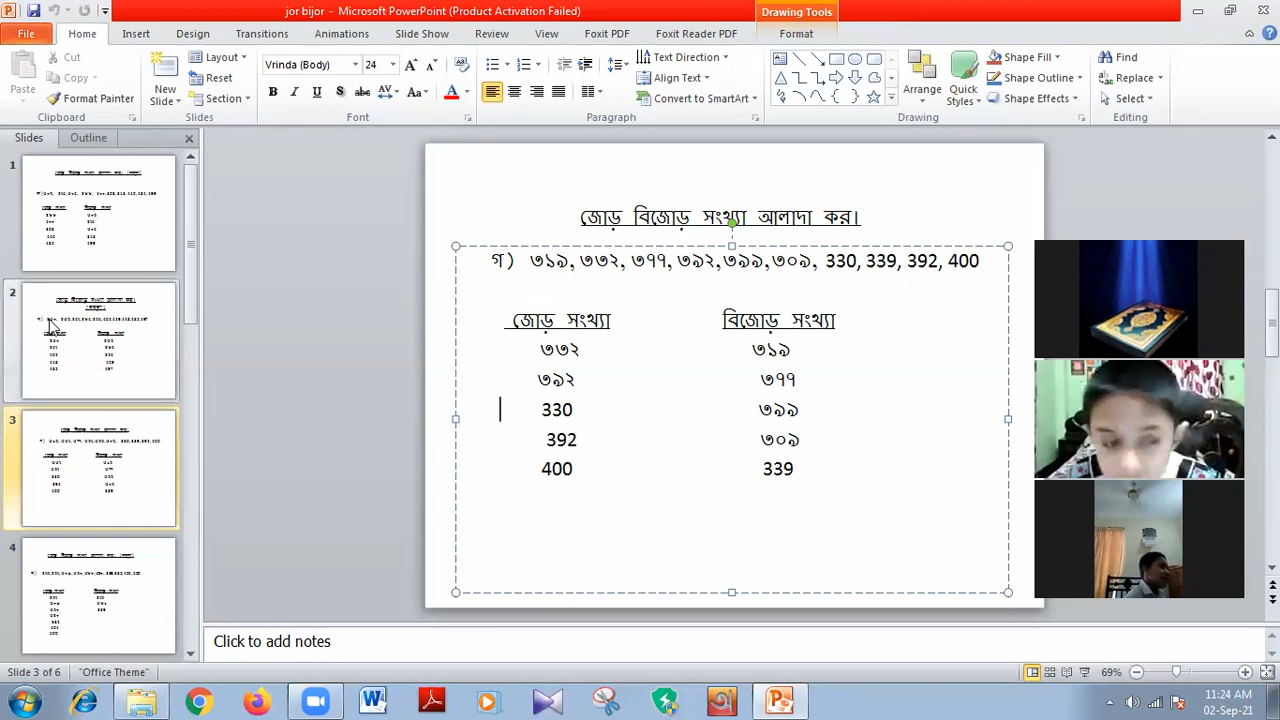 jor bijor - Microsoft PowerPoint (Product Activation Failed)
Drawing Tools
File Home Insert Design Transitions Animations Slide Show Review View Foxit PDF Foxit Reader PDF Format
Paste
Cut
Copy
Format Painter
Clipboard
New Slide
Layout
Reset
Section
Slides
Vrinda (Body) 24
Font
Text Direction
Align Text
Convert to SmartArt
Paragraph
Arrange
Quick Styles
Shape Fill
Shape Outline
Shape Effects
Drawing
Find
Replace
Select
Editing
Slides Outline
1
2
3
4
জোড় বিজোড় সংখ্যা আলাদা কর।
গ) ৩১৯, ৩৩২, ৩৭৭, ৩৯২,৩৯৯,৩০৯, 330, 339, 392, 400
জোড় সংখ্যা বিজোড় সংখ্যা
৩৩২ ৩১৯
৩৯২ ৩৭৭
330 ৩৯৯
392 ৩০৯
400 339
Click to add notes
Slide 3 of 6 "Office Theme" 69%
11:24 AM
02-Sep-21